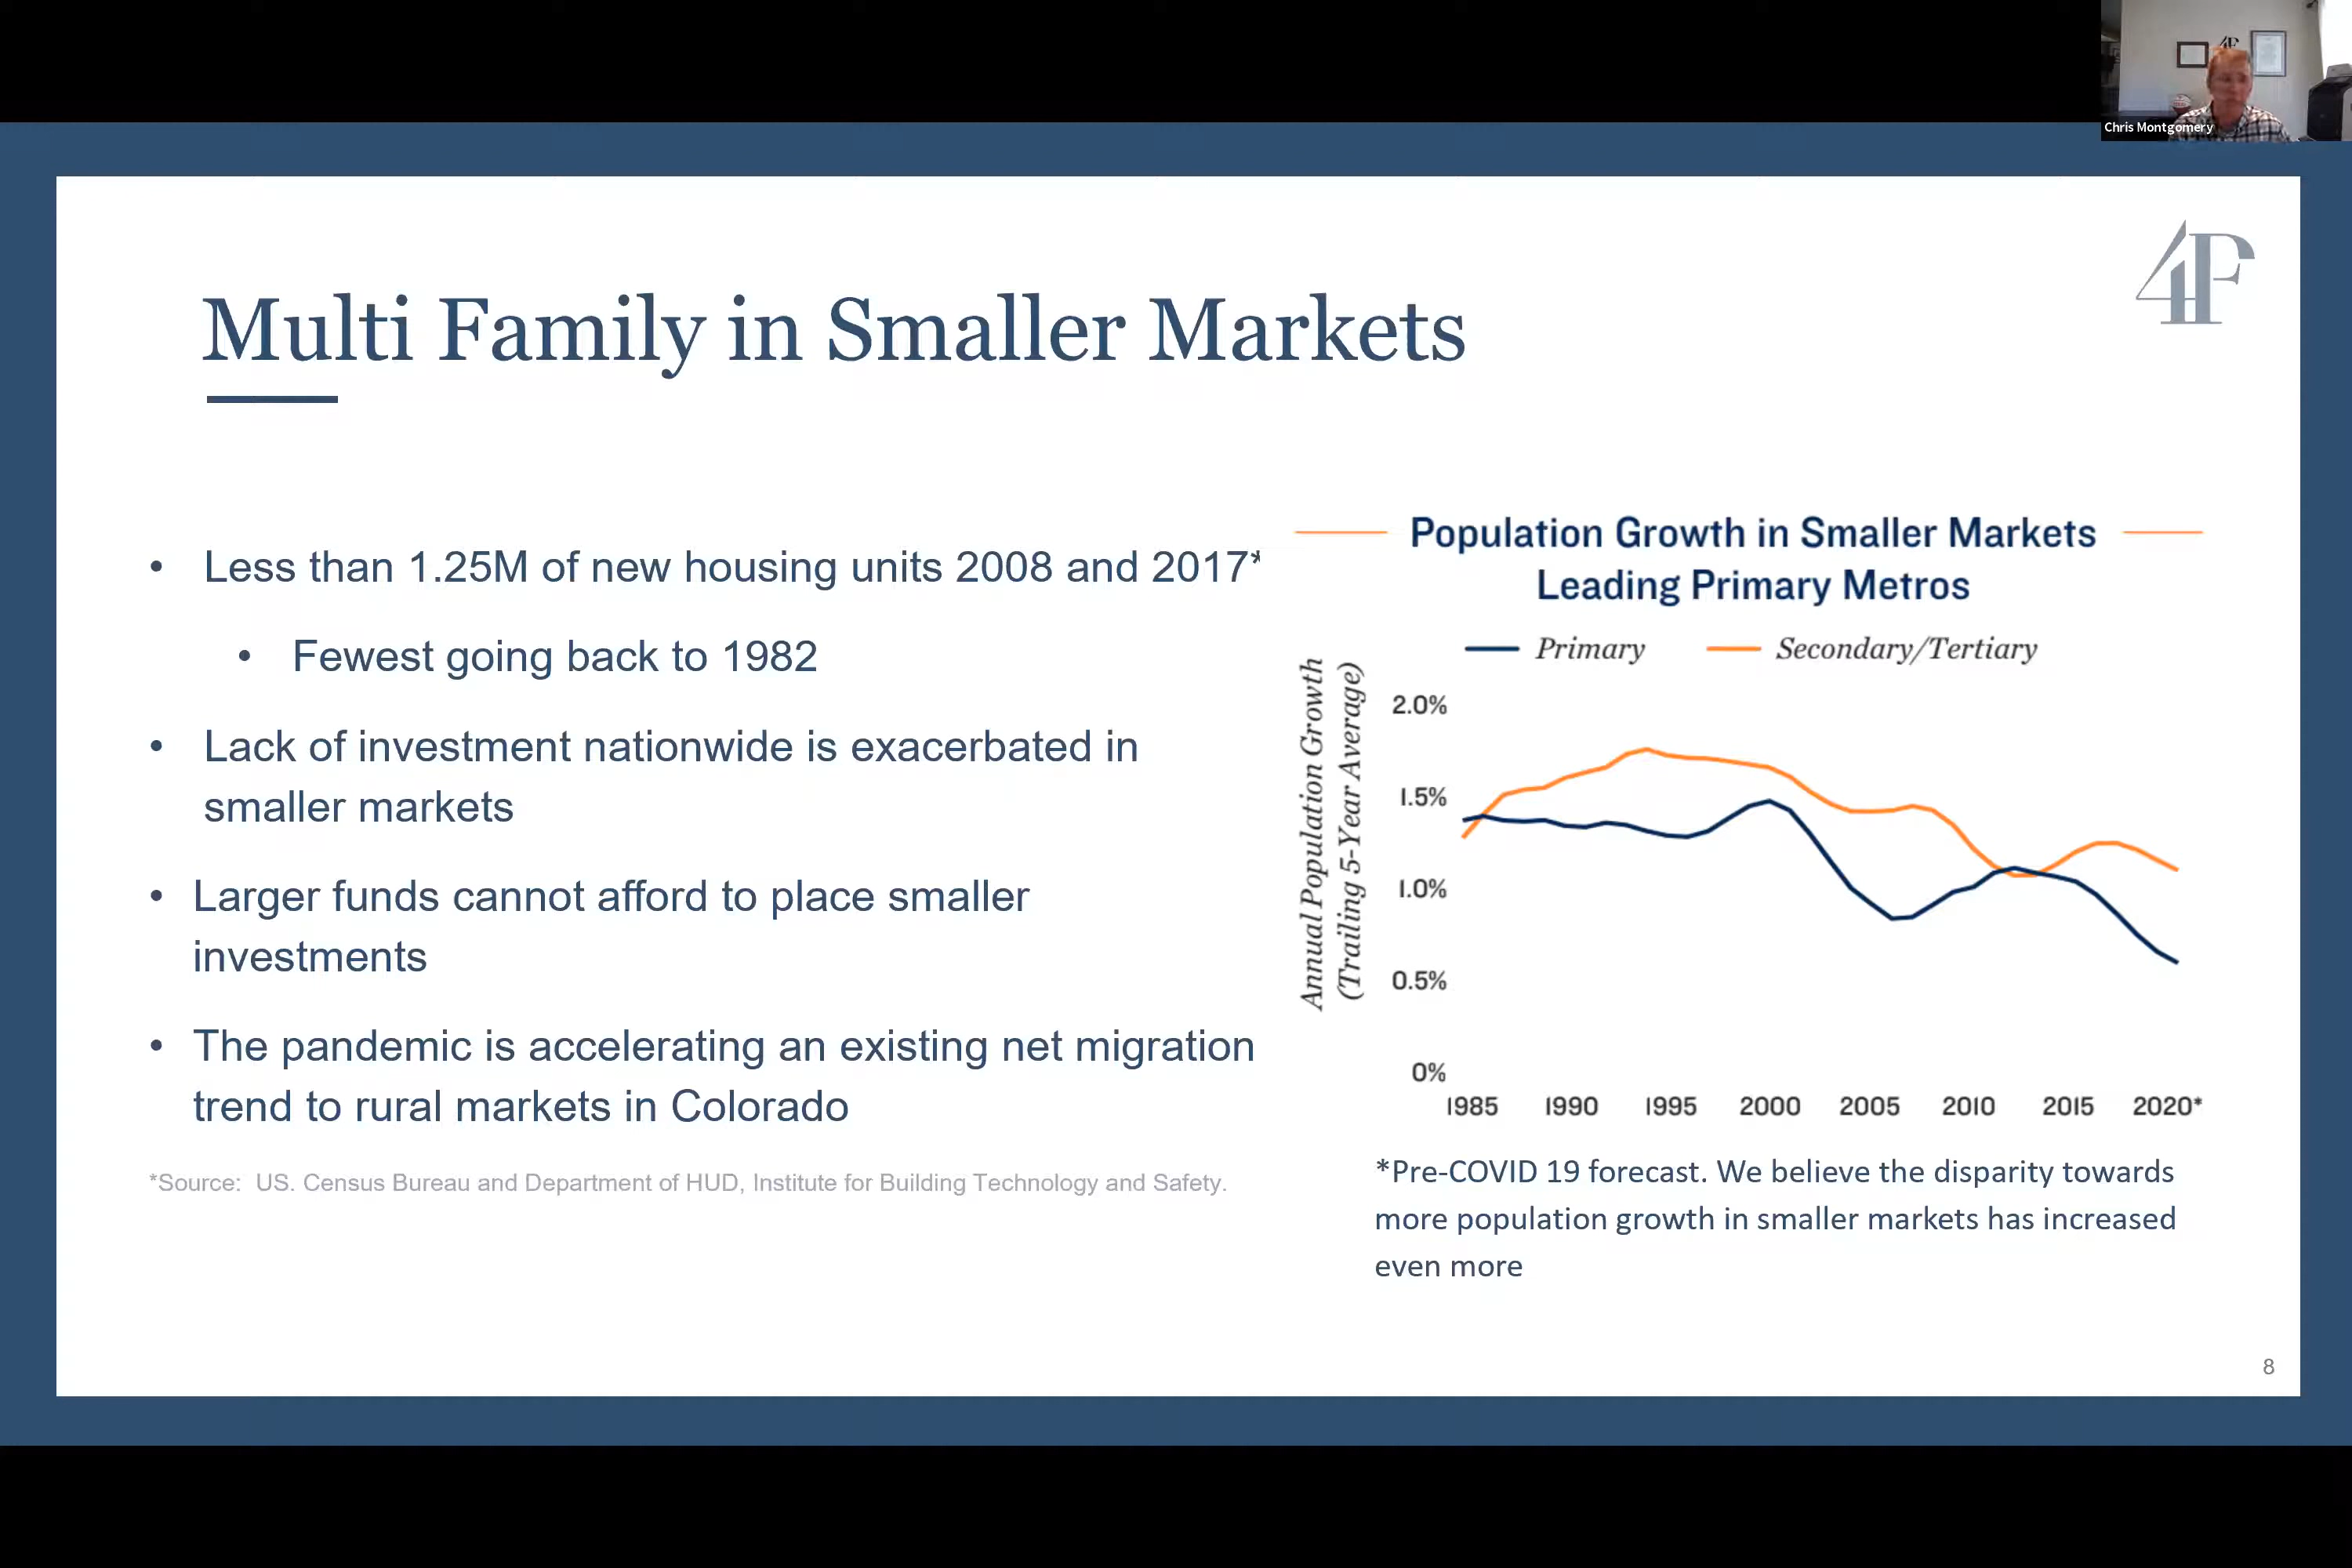 Chris Montgomery
4F
Multi Family in Smaller Markets
• Less than 1.25M of new housing units 2008 and 2017*
• Fewest going back to 1982
• Lack of investment nationwide is exacerbated in
smaller markets
• Larger funds cannot afford to place smaller
investments
• The pandemic is accelerating an existing net migration
trend to rural markets in Colorado
*Source: US. Census Bureau and Department of HUD, Institute for Building Technology and Safety.
Population Growth in Smaller Markets
Leading Primary Metros
Primary Secondary/Tertiary
Annual Population Growth
(Trailing 5-Year Average)
2.0%
1.5%
1.0%
0.5%
0%
1985 1990 1995 2000 2005 2010 2015 2020*
*Pre-COVID 19 forecast. We believe the disparity towards
more population growth in smaller markets has increased
even more
8